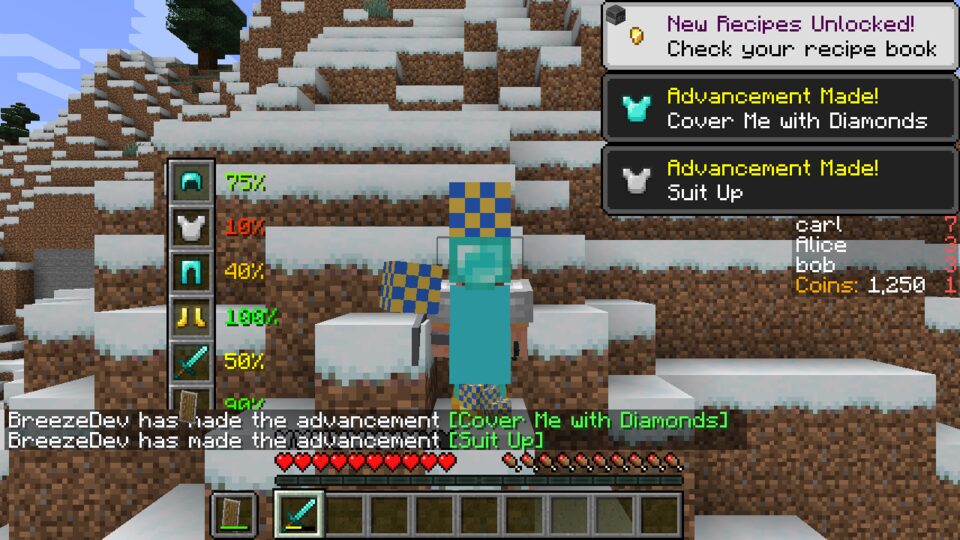 New Recipes Unlocked!
Check your recipe book
Advancement Made!
Cover Me with Diamonds
Advancement Made!
Suit Up
75%
10%
40%
100%
50%
90%
carl 7
Alice
bob
Coins: 1,250 1
BreezeDev has made the advancement [Cover Me with Diamonds]
BreezeDev has made the advancement [Suit Up]